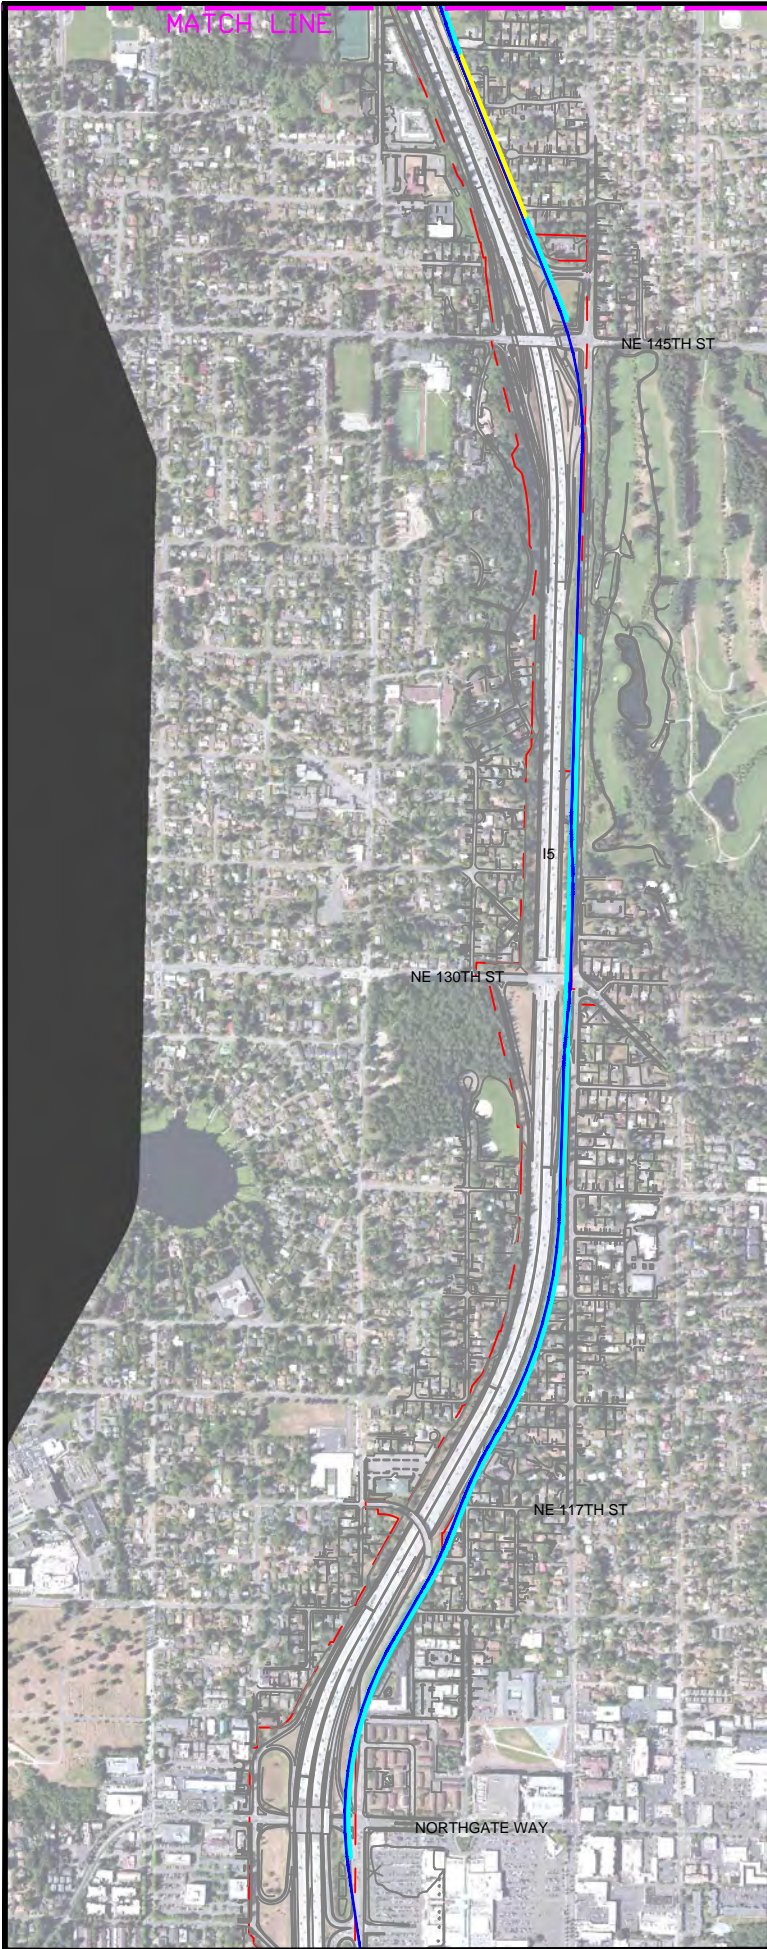 MATCH LINE
NE 145TH ST
I5
NE 130TH ST
NE 117TH ST
NORTHGATE WAY